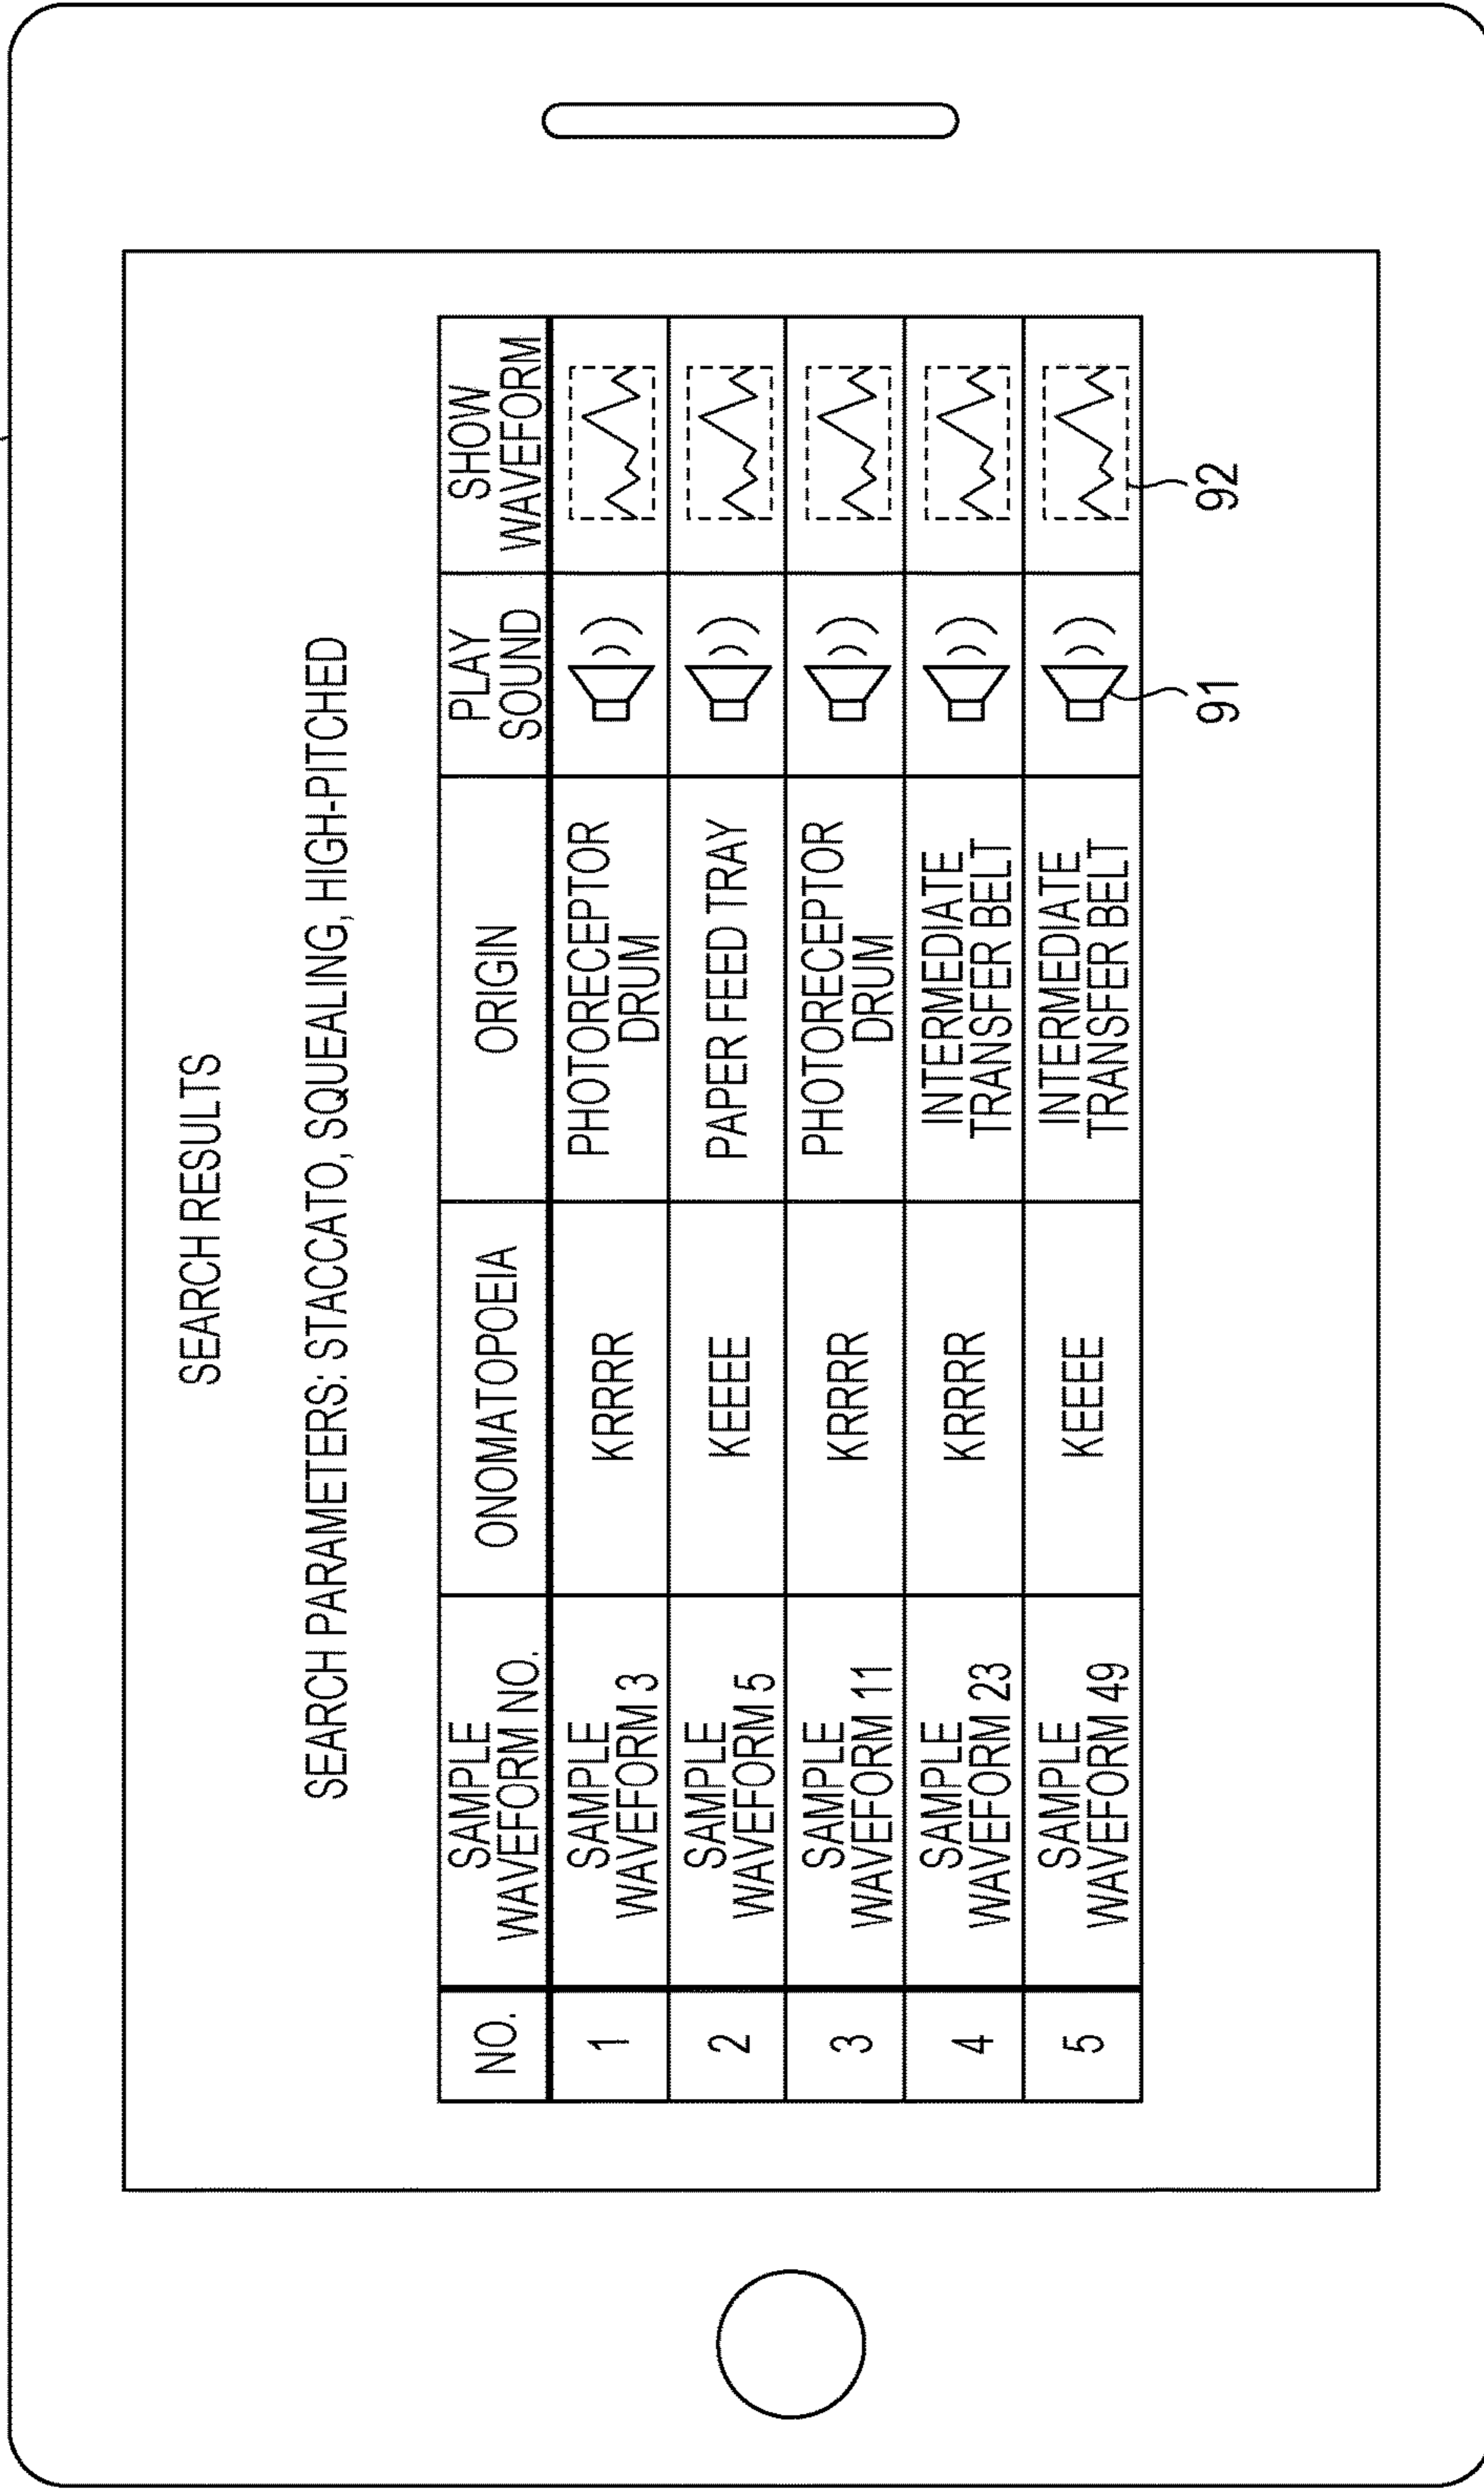 SEARCH RESULTS
SEARCH PARAMETERS: STACCATO, SQUEALING, HIGH-PITCHED
NO.
SAMPLE
WAVEFORM NO.
ONOMATOPOEIA
ORIGIN
PLAY
SOUND
SHOW
WAVEFORM
1
SAMPLE
WAVEFORM 3
KRRRR
PHOTORECEPTOR
DRUM
2
SAMPLE
WAVEFORM 5
KEEEE
PAPER FEED TRAY
3
SAMPLE
WAVEFORM 11
KRRRR
PHOTORECEPTOR
DRUM
4
SAMPLE
WAVEFORM 23
KRRRR
INTERMEDIATE
TRANSFER BELT
5
SAMPLE
WAVEFORM 49
KEEEE
INTERMEDIATE
TRANSFER BELT
91
92